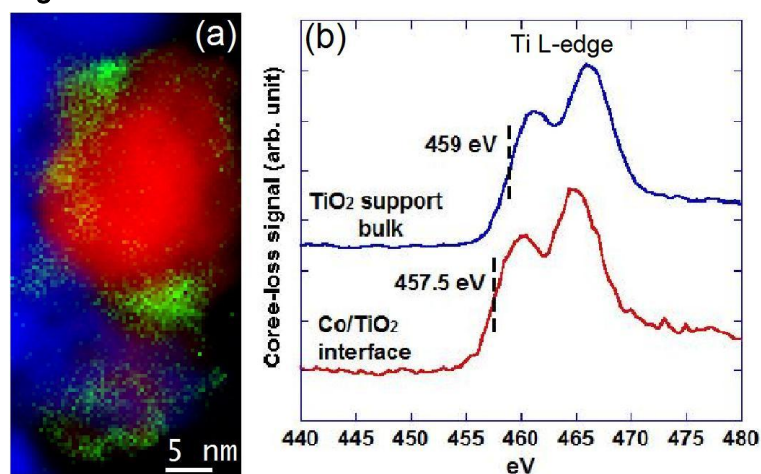 (a)
5 nm
(b)
Ti L-edge
Coree-loss signal (arb. unit)
459 eV
TiO2 support
bulk
457.5 eV
Co/TiO2
interface
440 445 450 455 460 465 470 475 480
eV